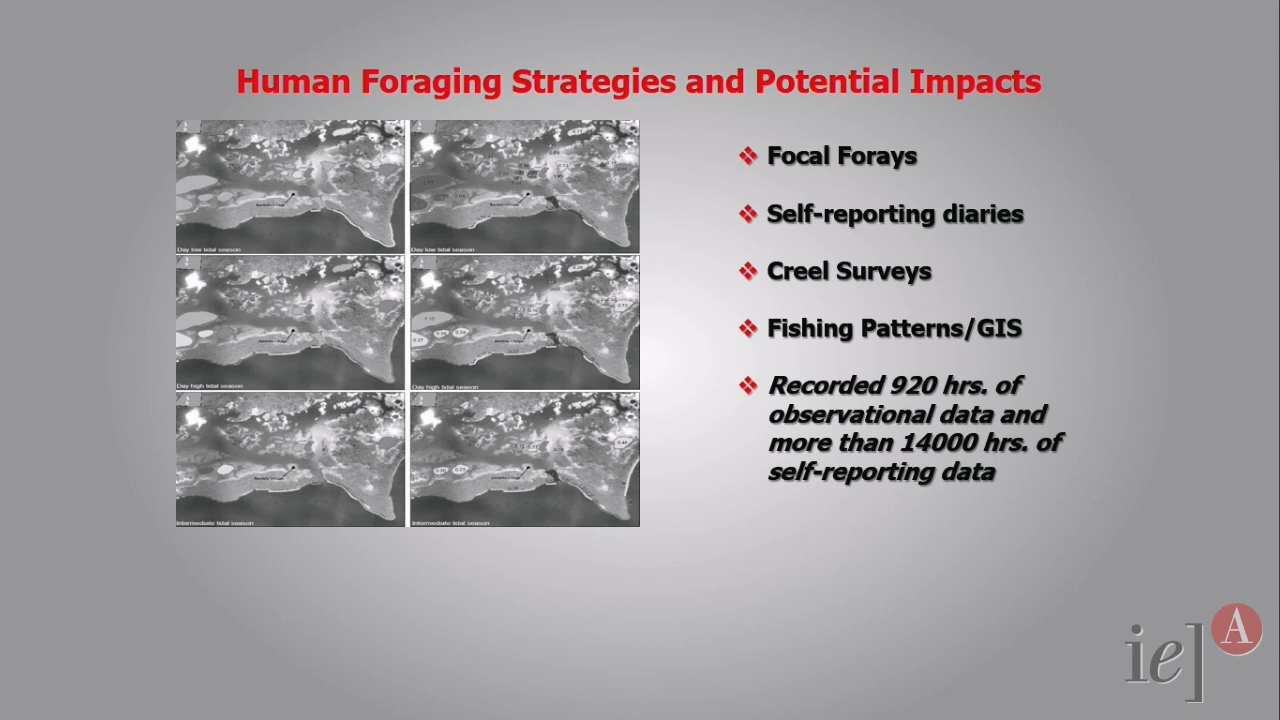 Human Foraging Strategies and Potential Impacts
Day low tidal season
Day low tidal season
Day high tidal season
Day high tidal season
Intermediate tidal season
Intermediate tidal season
Focal Forays
Self-reporting diaries
Creel Surveys
Fishing Patterns/GIS
Recorded 920 hrs. of
observational data and
more than 14000 hrs. of
self-reporting data
ie]
A